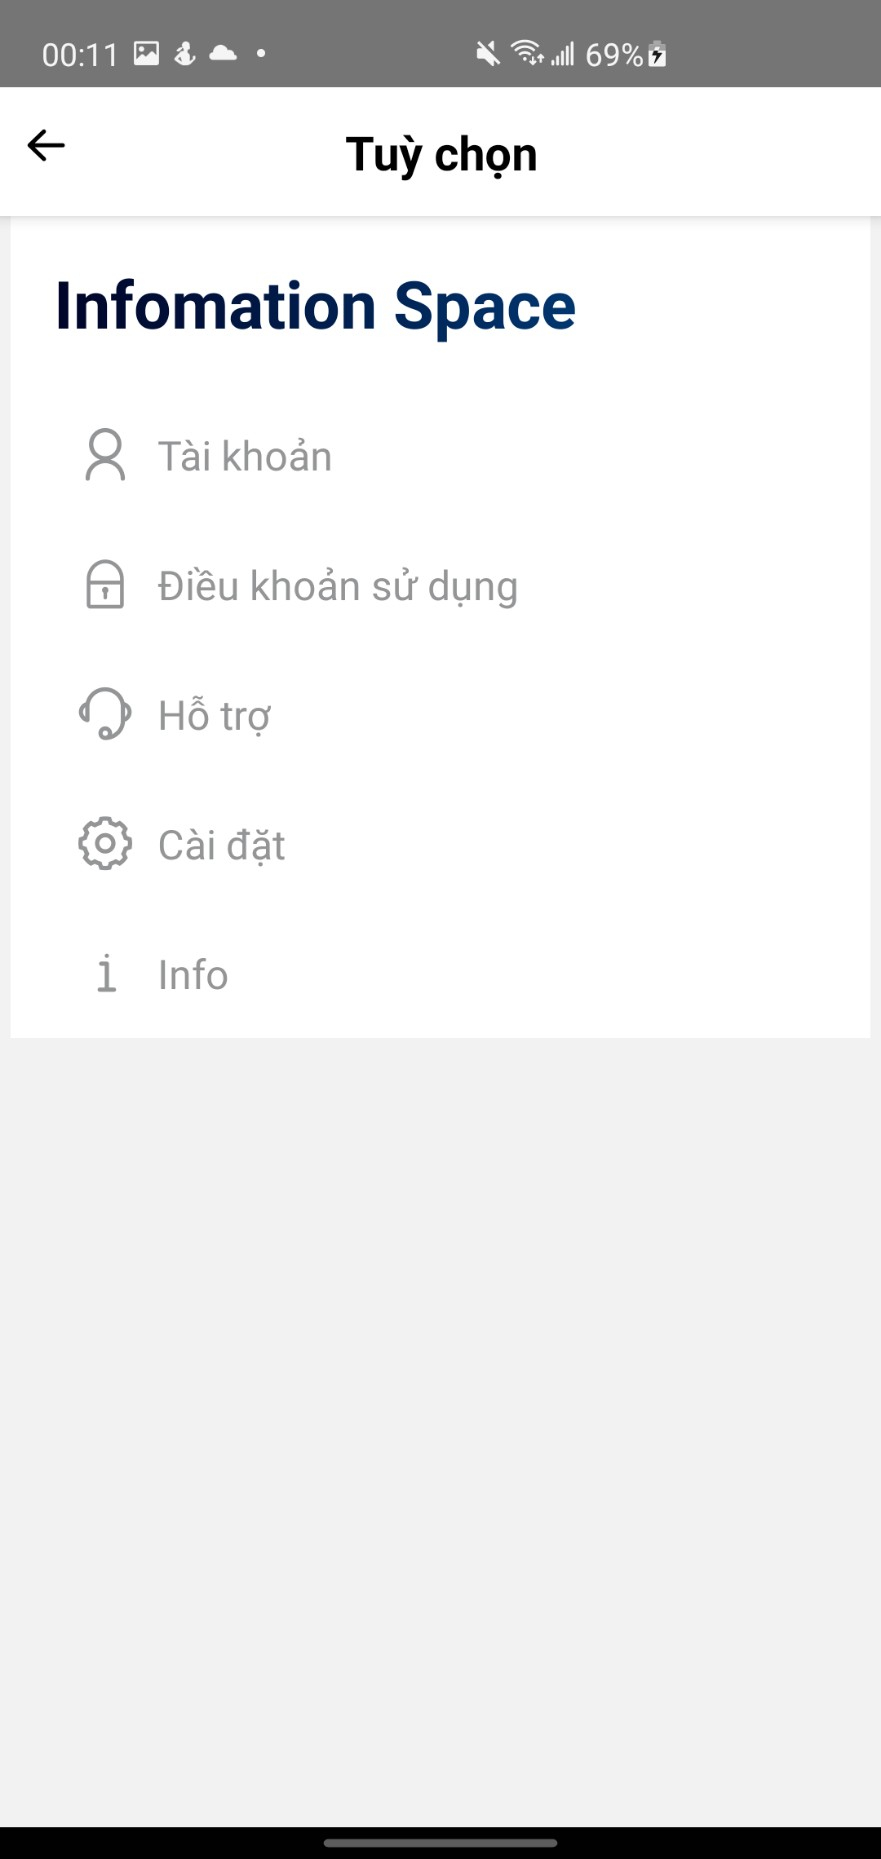 00:11
69%
Tuỳ chọn
Infomation Space
Tài khoản
Điều khoản sử dụng
Hỗ trợ
Cài đặt
Info